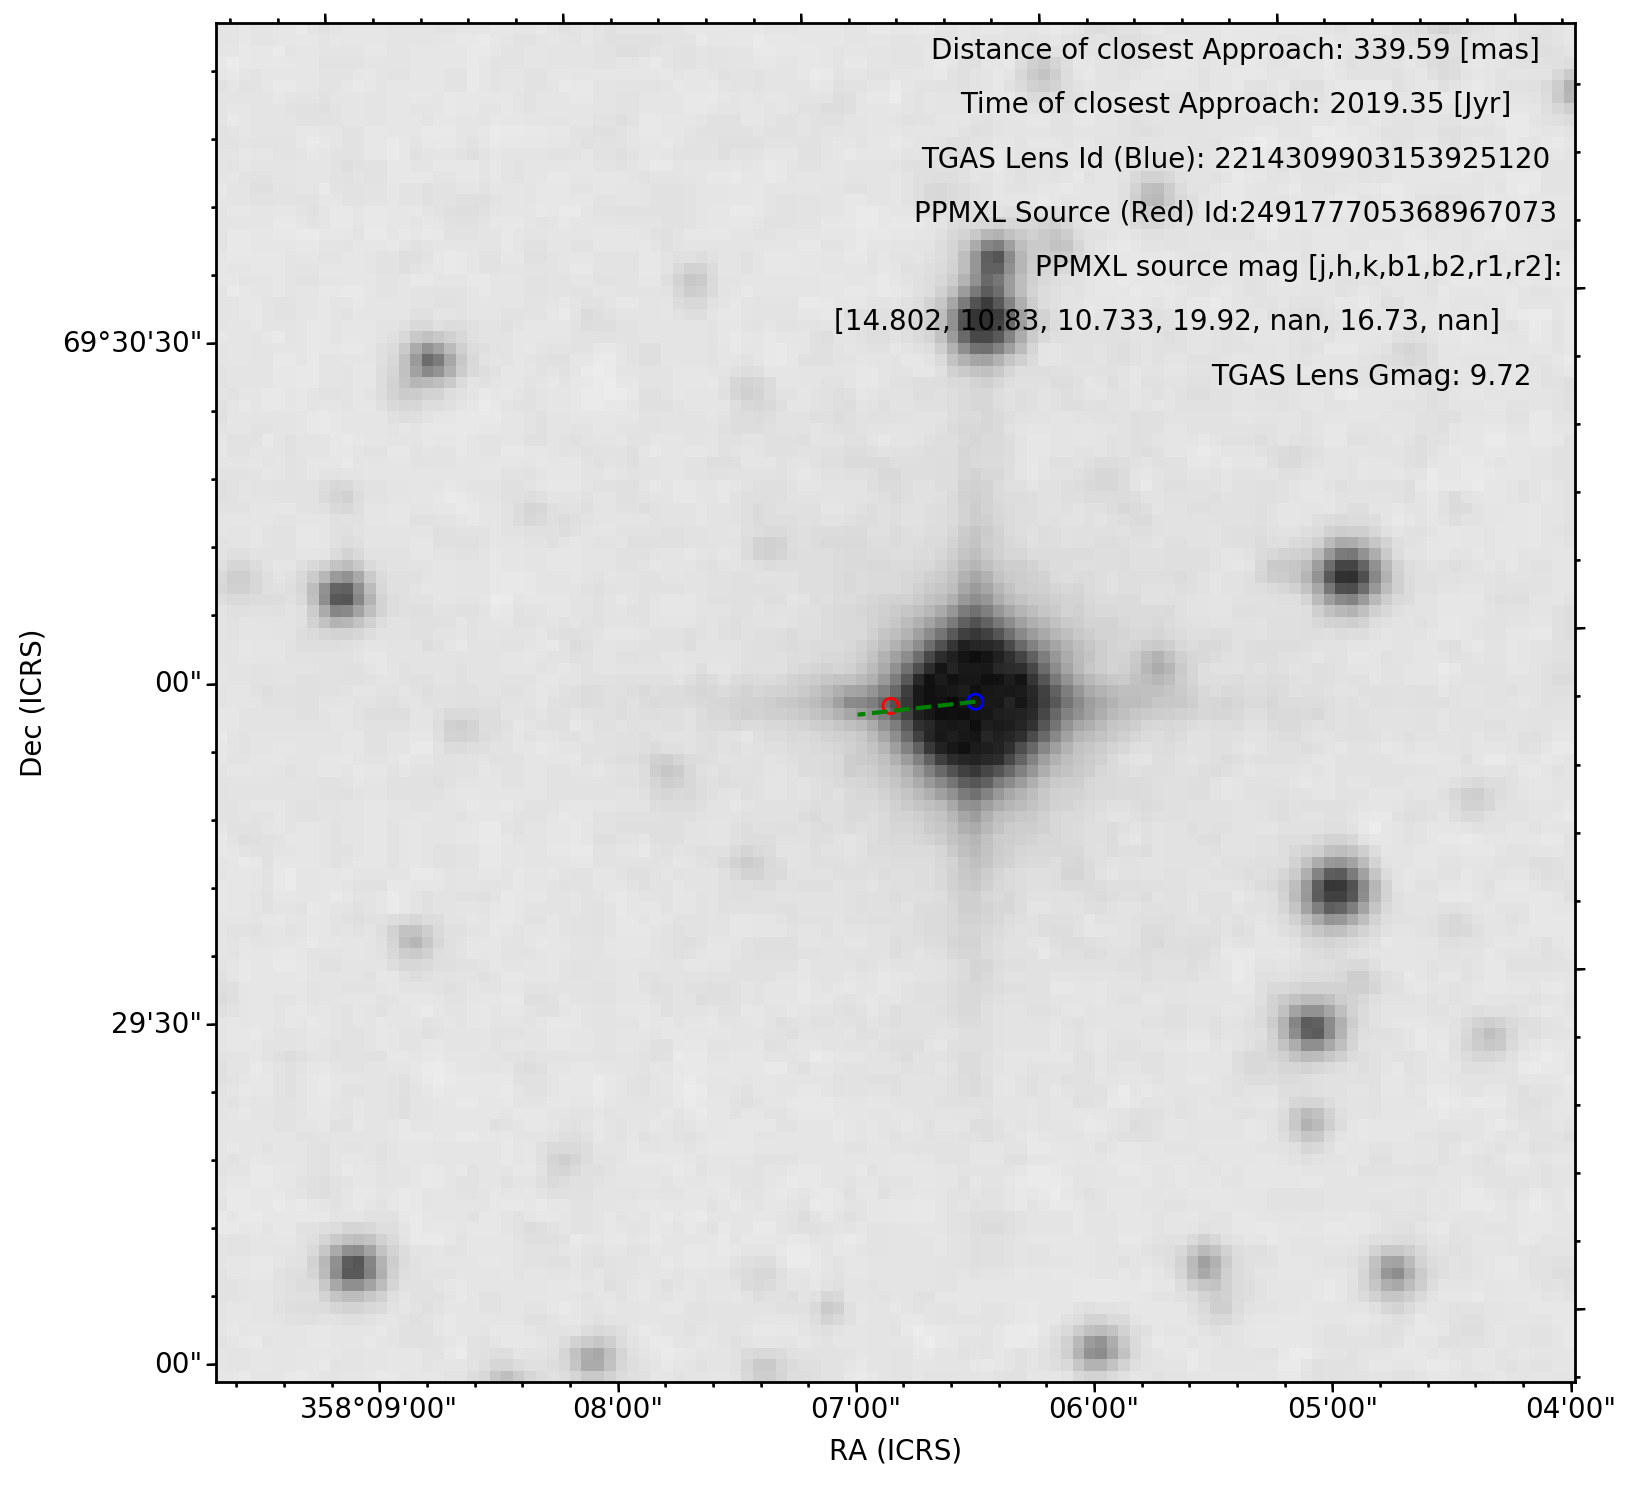 Distance of closest Approach: 339.59 [mas]
Time of closest Approach: 2019.35 [Jyr]
TGAS Lens Id (Blue): 2214309903153925120
PPMXL Source (Red) Id:249177705368967073
PPMXL source mag [j,h,k,b1,b2,r1,r2]:
[14.802, 10.83, 10.733, 19.92, nan, 16.73, nan]
TGAS Lens Gmag: 9.72
69°30'30"
00"
29'30"
00"
Dec (ICRS)
358°09'00" 08'00" 07'00" 06'00" 05'00" 04'00"
RA (ICRS)